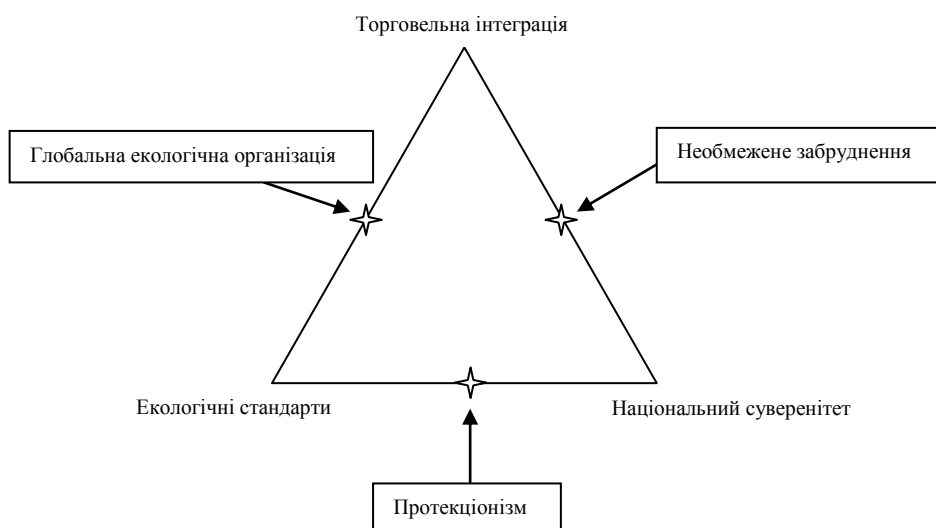 Торговельна інтеграція
Глобальна екологічна організація
Необмежене забруднення
Екологічні стандарти
Національний суверенітет
Протекціонізм